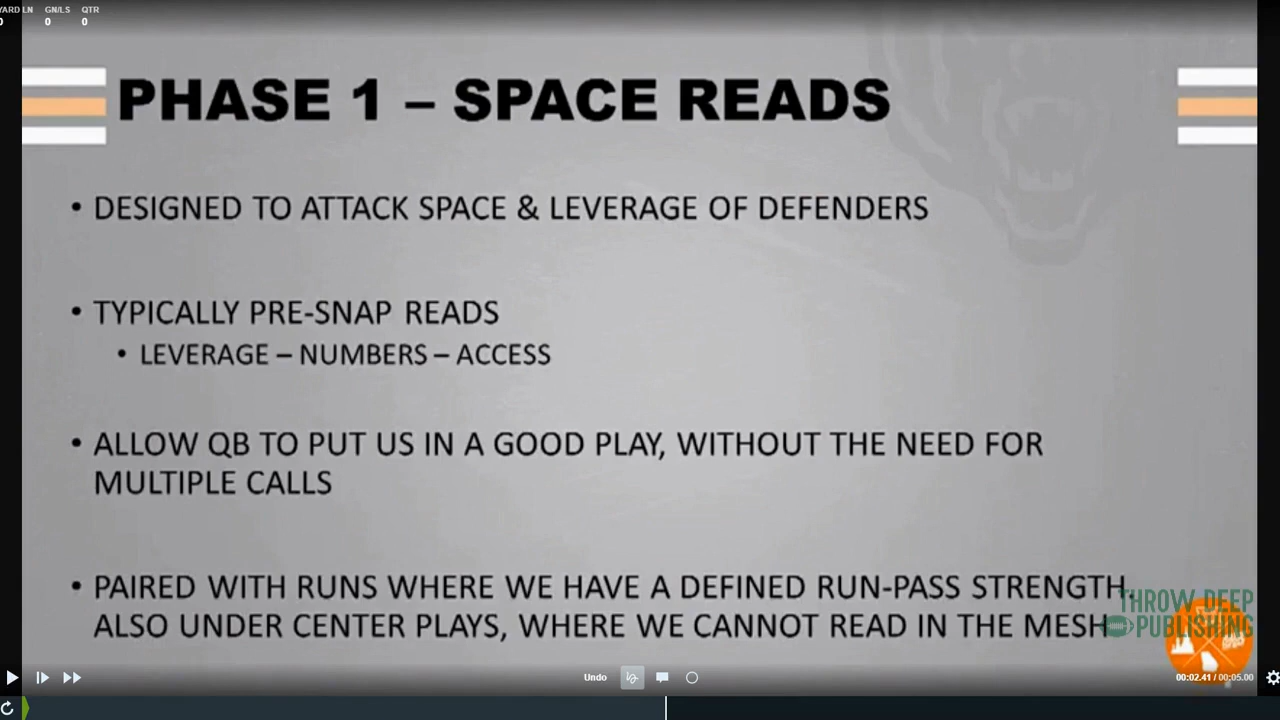 YARD LN GN/LS QTR
0 0 0
PHASE 1 – SPACE READS
• DESIGNED TO ATTACK SPACE & LEVERAGE OF DEFENDERS
• TYPICALLY PRE-SNAP READS
• LEVERAGE – NUMBERS – ACCESS
• ALLOW QB TO PUT US IN A GOOD PLAY, WITHOUT THE NEED FOR
MULTIPLE CALLS
• PAIRED WITH RUNS WHERE WE HAVE A DEFINED RUN-PASS STRENGTH.
ALSO UNDER CENTER PLAYS, WHERE WE CANNOT READ IN THE MESH
THROW DEEP
PUBLISHING
Undo
00:02.41 / 00:05.00